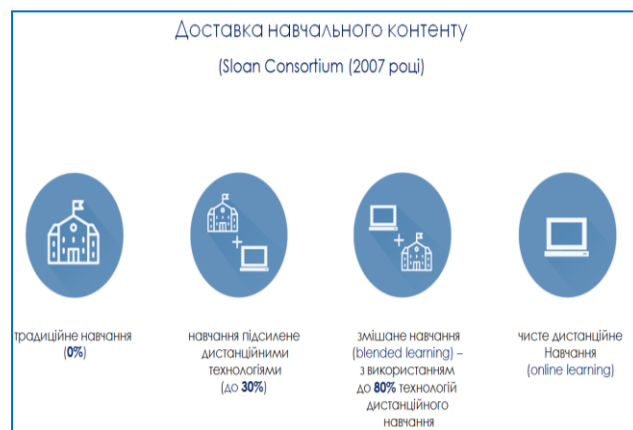 Доставка навчального контенту
(Sloan Consortium (2007 році)
традиційне навчання
(0%)
навчання підсилене
дистанційними
технологіями
(до 30%)
змішане навчання
(blended learning) –
з використанням
до 80% технологій
дистанційного
навчання
чисте дистанційне
Навчання
(online learning)